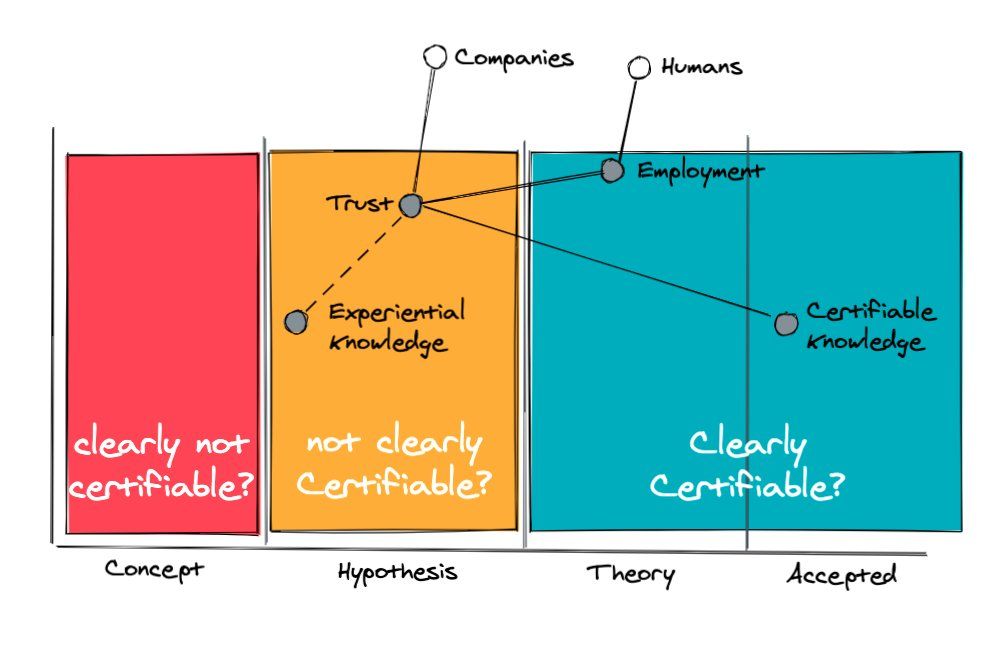 Companies
Humans
Employment
Trust
Experiential
Knowledge
Certifiable
Knowledge
clearly not
certifiable?
not clearly
Certifiable?
Clearly
Certifiable?
Concept
Hypothesis
Theory
Accepted